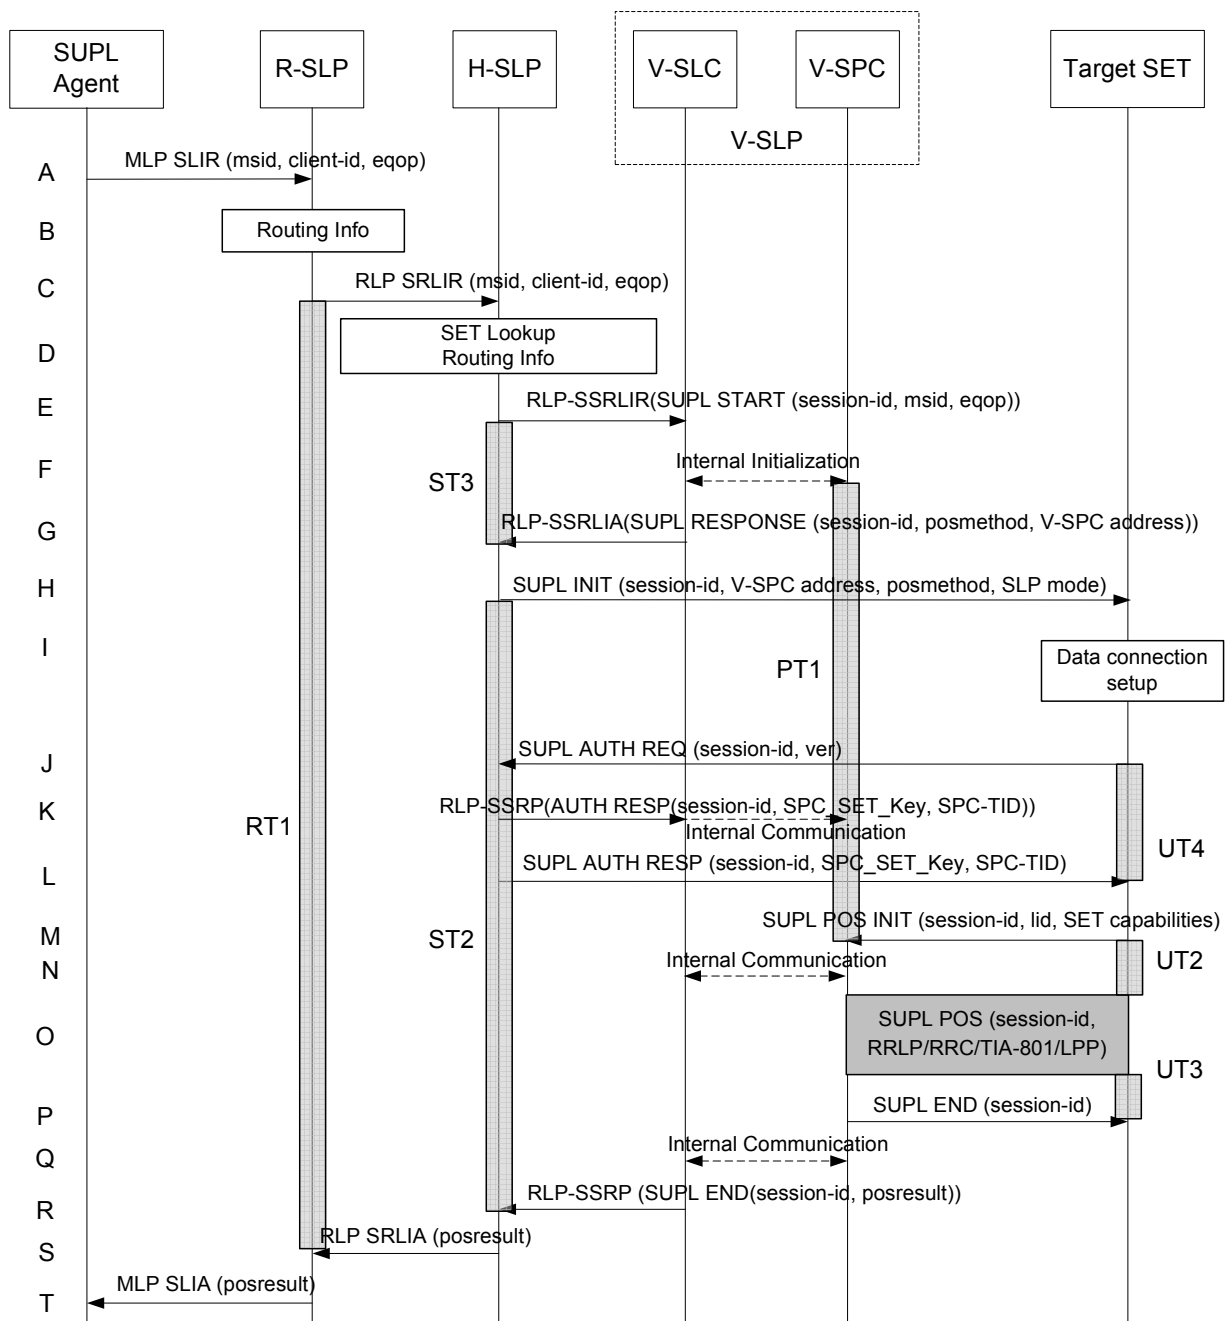 SUPL
Agent
R-SLP
H-SLP
V-SLC
V-SPC
Target SET
V-SLP
A
MLP SLIR (msid, client-id, eqop)
B
Routing Info
C
RLP SRLIR (msid, client-id, eqop)
D
SET Lookup
Routing Info
E
RLP-SSRLIR(SUPL START (session-id, msid, eqop))
F
ST3
Internal Initialization
G
RLP-SSRLIA(SUPL RESPONSE (session-id, posmethod, V-SPC address))
H
SUPL INIT (session-id, V-SPC address, posmethod, SLP mode)
I
PT1
Data connection
setup
J
SUPL AUTH REQ (session-id, ver)
K
RLP-SSRP(AUTH RESP(session-id, SPC_SET_Key, SPC-TID))
Internal Communication
RT1
UT4
L
SUPL AUTH RESP (session-id, SPC_SET_Key, SPC-TID)
M
ST2
SUPL POS INIT (session-id, lid, SET capabilities)
N
Internal Communication
UT2
O
SUPL POS (session-id,
RRLP/RRC/TIA-801/LPP)
UT3
P
SUPL END (session-id)
Q
Internal Communication
R
RLP-SSRP (SUPL END(session-id, posresult))
S
RLP SRLIA (posresult)
T
MLP SLIA (posresult)